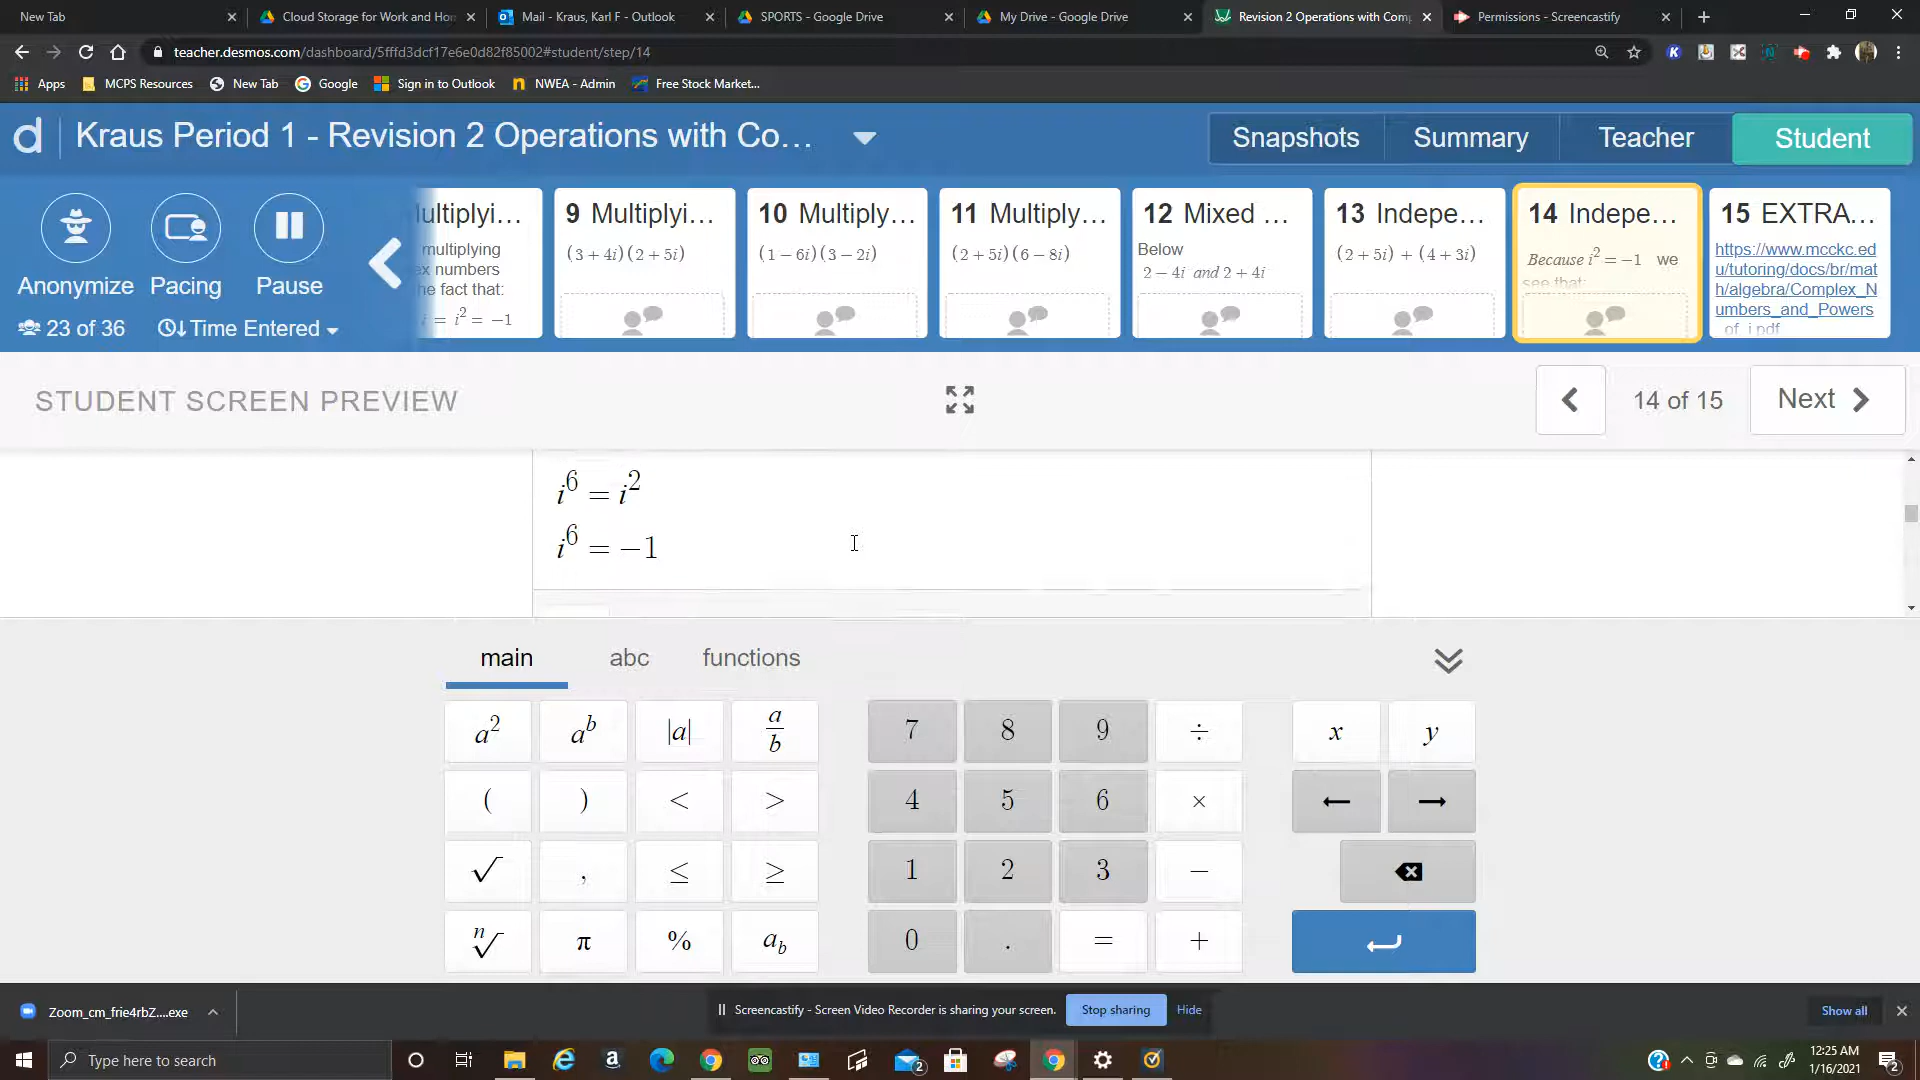 New Tab
Cloud Storage for Work and Hom
Mail - Kraus, Karl F - Outlook
SPORTS - Google Drive
My Drive - Google Drive
Revision 2 Operations with Comp
Permissions - Screencastify
teacher.desmos.com/dashboard/5fffd3dcf17e6e0d82f85002#student/step/14
Apps
MCPS Resources
New Tab
Google
Sign in to Outlook
NWEA - Admin
Free Stock Market...
d
Kraus Period 1 - Revision 2 Operations with Co...
Snapshots
Summary
Teacher
Student
Anonymize
Pacing
Pause
23 of 36
Time Entered
ultiplyi...
multiplying
ex numbers
ne fact that:
i = i² = −1
9 Multiplyi...
(3 + 4i)(2 + 5i)
10 Multiply...
(1 − 6i)(3 − 2i)
11 Multiply...
(2 + 5i)(6 − 8i)
12 Mixed ...
Below
2 − 4i and 2 + 4i
13 Indepe...
(2 + 5i) + (4 + 3i)
14 Indepe...
Because i² = −1 we
see that:
15 EXTRA...
https://www.mcckc.ed
u/tutoring/docs/br/mat
h/algebra/Complex_N
umbers_and_Powers
_of_i.pdf
STUDENT SCREEN PREVIEW
14 of 15
Next
i⁶ = i²
i⁶ = −1
main
abc
functions
a² aᵇ |a| a/b 7 8 9 ÷ x y
( ) < > 4 5 6 × ← →
√ , ≤ ≥ 1 2 3 −
ⁿ√ π % a_b 0 . = +
Zoom_cm_frie4rbZ....exe
Screencastify - Screen Video Recorder is sharing your screen.
Stop sharing
Hide
Show all
Type here to search
12:25 AM
1/16/2021